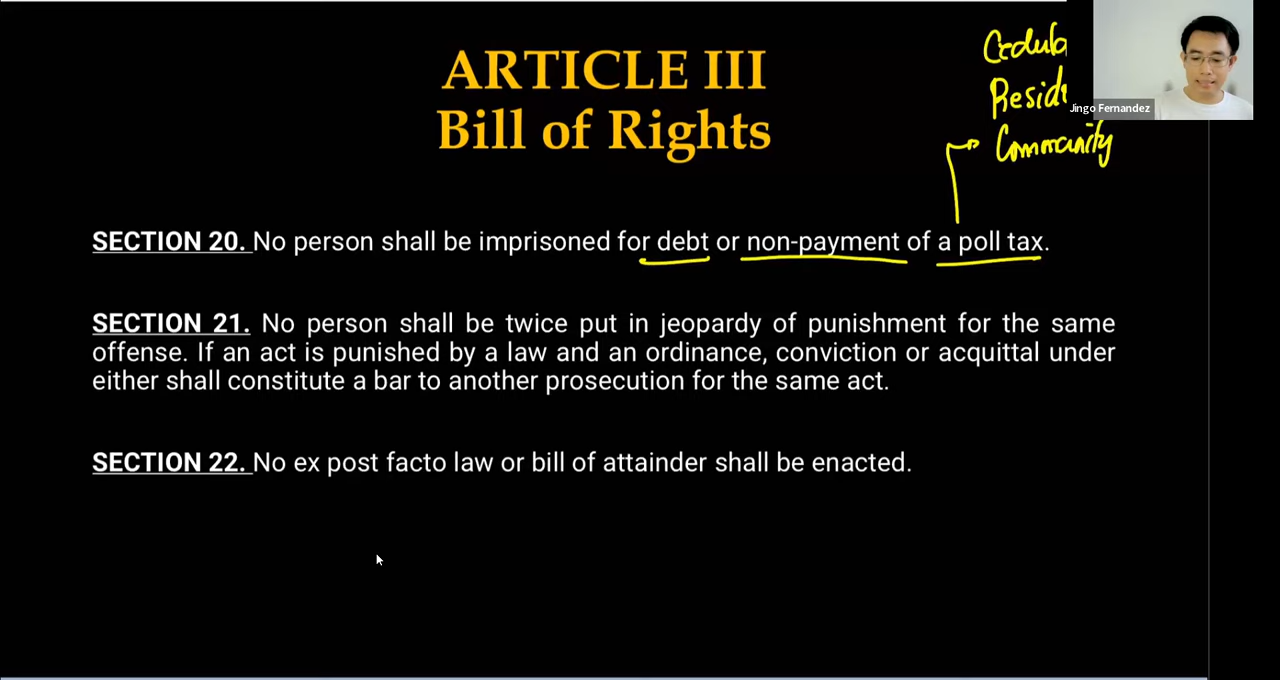 ARTICLE III
Bill of Rights
Cedula
Resid
Community
Jingo Fernandez
SECTION 20. No person shall be imprisoned for debt or non-payment of a poll tax.
SECTION 21. No person shall be twice put in jeopardy of punishment for the same
offense. If an act is punished by a law and an ordinance, conviction or acquittal under
either shall constitute a bar to another prosecution for the same act.
SECTION 22. No ex post facto law or bill of attainder shall be enacted.